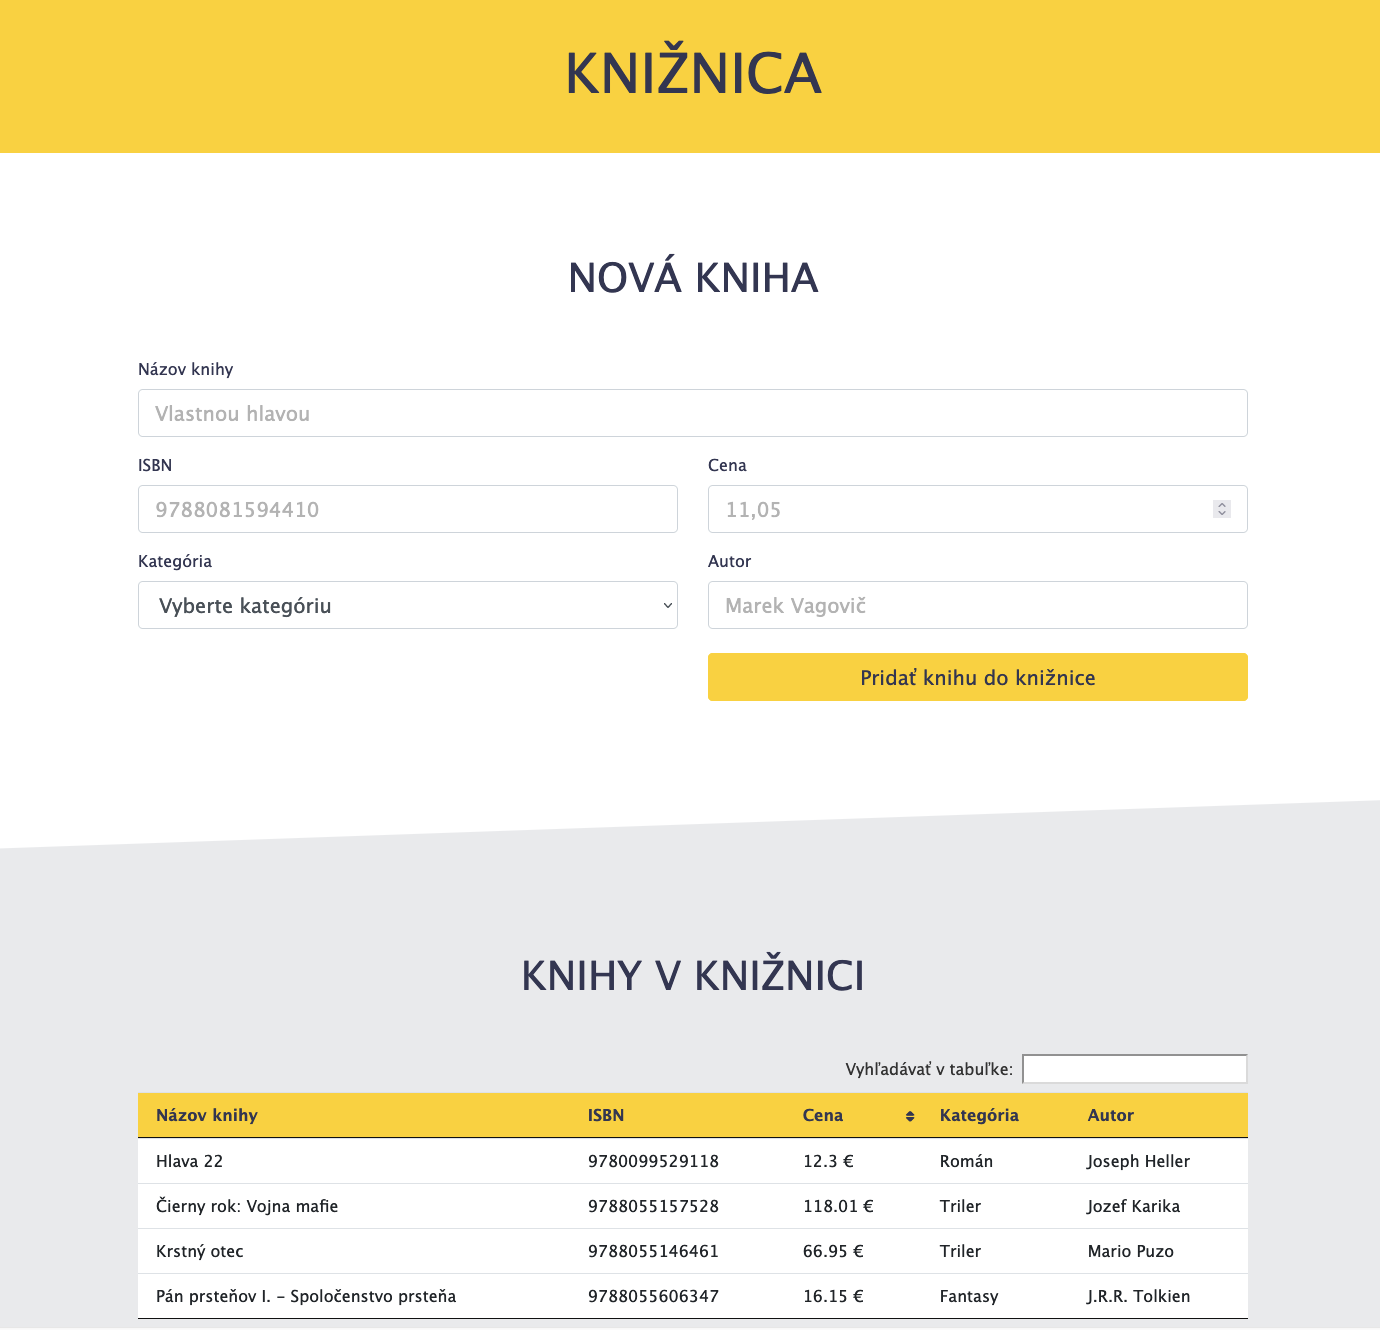 KNIŽNICA
NOVÁ KNIHA
Názov knihy
Vlastnou hlavou
ISBN Cena
9788081594410 11,05
Kategória Autor
Vyberte kategóriu Marek Vagovič
Pridať knihu do knižnice
KNIHY V KNIŽNICI
Vyhľadávať v tabuľke:
Názov knihy ISBN Cena Kategória Autor
Hlava 22 9780099529118 12.3 € Román Joseph Heller
Čierny rok: Vojna mafie 9788055157528 118.01 € Triler Jozef Karika
Krstný otec 9788055146461 66.95 € Triler Mario Puzo
Pán prsteňov I. – Spoločenstvo prsteňa 9788055606347 16.15 € Fantasy J.R.R. Tolkien